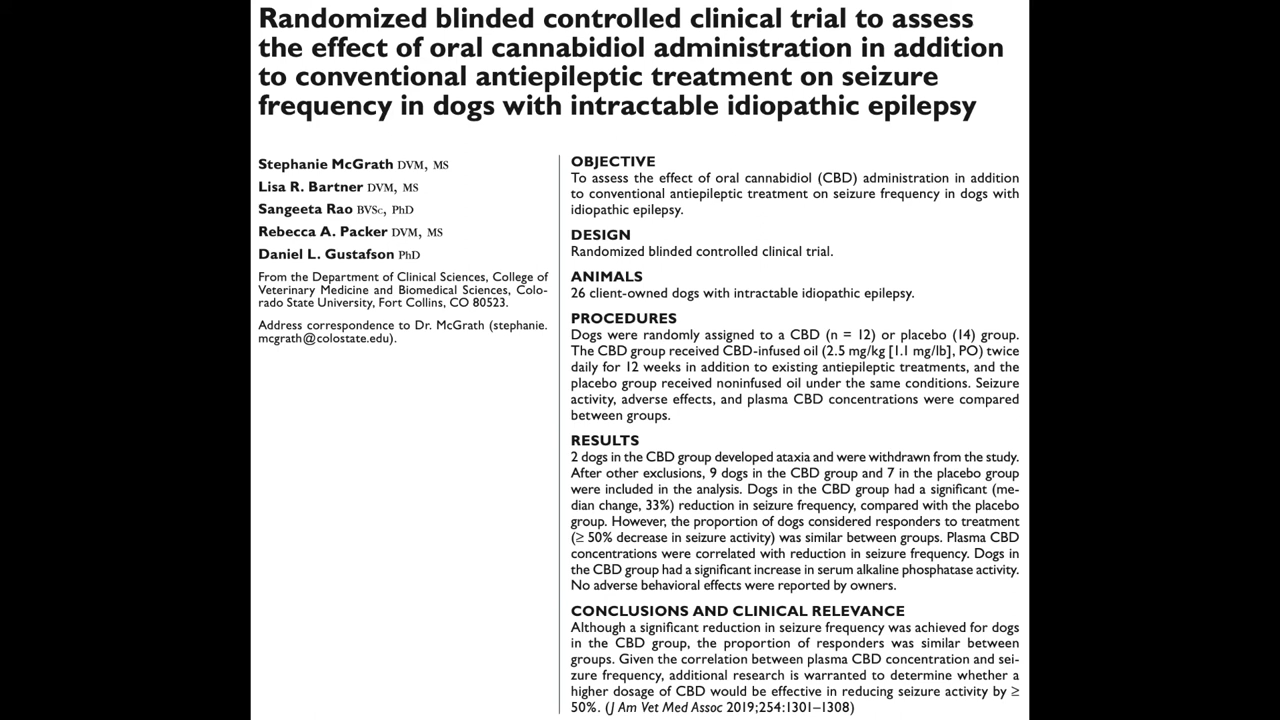 Randomized blinded controlled clinical trial to assess
the effect of oral cannabidiol administration in addition
to conventional antiepileptic treatment on seizure
frequency in dogs with intractable idiopathic epilepsy
Stephanie McGrath DVM, MS
Lisa R. Bartner DVM, MS
Sangeeta Rao BVSc, PhD
Rebecca A. Packer DVM, MS
Daniel L. Gustafson PhD
From the Department of Clinical Sciences, College of
Veterinary Medicine and Biomedical Sciences, Colo-
rado State University, Fort Collins, CO 80523.
Address correspondence to Dr. McGrath (stephanie.
mcgrath@colostate.edu).
OBJECTIVE
To assess the effect of oral cannabidiol (CBD) administration in addition
to conventional antiepileptic treatment on seizure frequency in dogs with
idiopathic epilepsy.
DESIGN
Randomized blinded controlled clinical trial.
ANIMALS
26 client-owned dogs with intractable idiopathic epilepsy.
PROCEDURES
Dogs were randomly assigned to a CBD (n = 12) or placebo (14) group.
The CBD group received CBD-infused oil (2.5 mg/kg [1.1 mg/lb], PO) twice
daily for 12 weeks in addition to existing antiepileptic treatments, and the
placebo group received noninfused oil under the same conditions. Seizure
activity, adverse effects, and plasma CBD concentrations were compared
between groups.
RESULTS
2 dogs in the CBD group developed ataxia and were withdrawn from the study.
After other exclusions, 9 dogs in the CBD group and 7 in the placebo group
were included in the analysis. Dogs in the CBD group had a significant (me-
dian change, 33%) reduction in seizure frequency, compared with the placebo
group. However, the proportion of dogs considered responders to treatment
(≥ 50% decrease in seizure activity) was similar between groups. Plasma CBD
concentrations were correlated with reduction in seizure frequency. Dogs in
the CBD group had a significant increase in serum alkaline phosphatase activity.
No adverse behavioral effects were reported by owners.
CONCLUSIONS AND CLINICAL RELEVANCE
Although a significant reduction in seizure frequency was achieved for dogs
in the CBD group, the proportion of responders was similar between
groups. Given the correlation between plasma CBD concentration and sei-
zure frequency, additional research is warranted to determine whether a
higher dosage of CBD would be effective in reducing seizure activity by ≥
50%. (J Am Vet Med Assoc 2019;254:1301–1308)